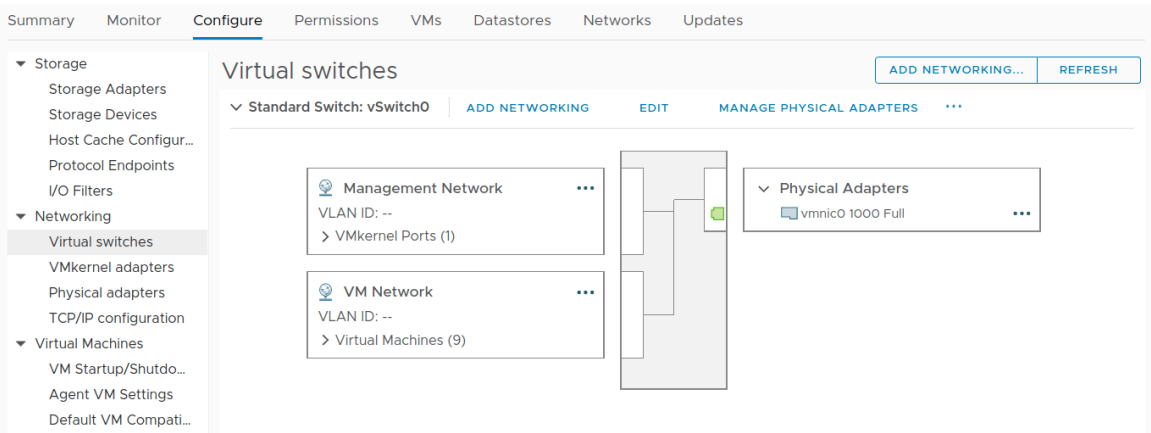 Summary Monitor Configure Permissions VMs Datastores Networks Updates
Storage
Storage Adapters
Storage Devices
Host Cache Configur...
Protocol Endpoints
I/O Filters
Networking
Virtual switches
VMkernel adapters
Physical adapters
TCP/IP configuration
Virtual Machines
VM Startup/Shutdo...
Agent VM Settings
Default VM Compati...
Virtual switches
ADD NETWORKING... REFRESH
Standard Switch: vSwitch0 ADD NETWORKING EDIT MANAGE PHYSICAL ADAPTERS ...
Management Network ...
VLAN ID: --
VMkernel Ports (1)
VM Network ...
VLAN ID: --
Virtual Machines (9)
Physical Adapters
vmnic0 1000 Full ...